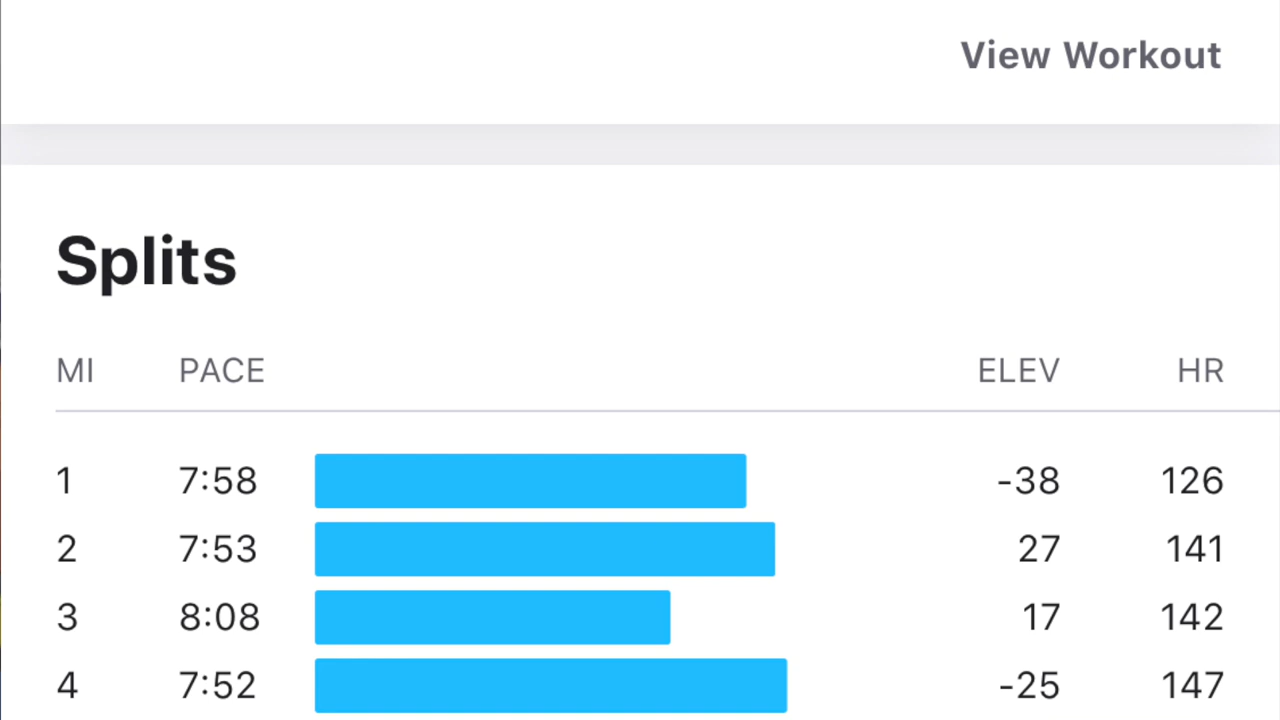 View Workout
Splits
MI PACE ELEV HR
1 7:58 -38 126
2 7:53 27 141
3 8:08 17 142
4 7:52 -25 147